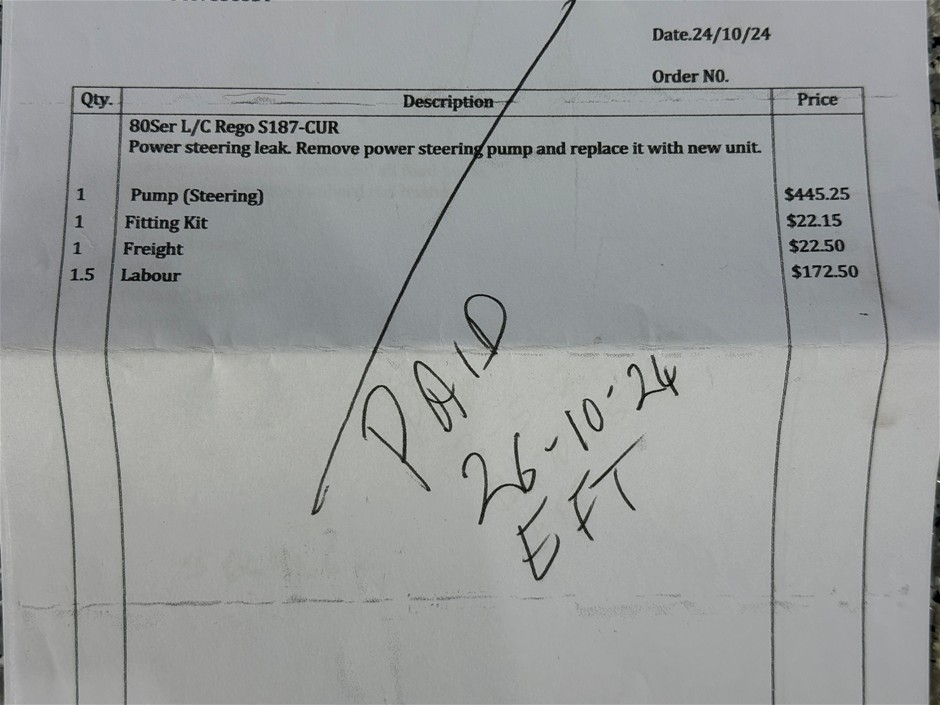 Date.24/10/24
Order N0.
Qty. Description Price
80Ser L/C Rego S187-CUR
Power steering leak. Remove power steering pump and replace it with new unit.
1 Pump (Steering) $445.25
1 Fitting Kit $22.15
1 Freight $22.50
1.5 Labour $172.50
PAID
26-10-24
EFT